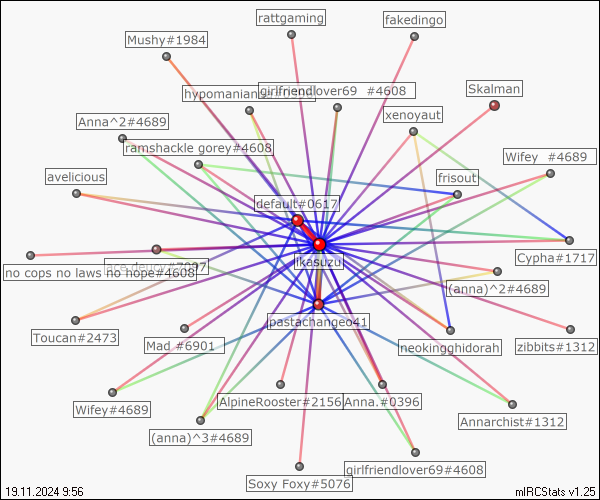 rattgaming
fakedingo
Mushy#1984
girlfriendlover69 #4608
Skalman
xenoyaut
Anna^2#4689
ramshackle gorey#4608
Wifey #4689
avelicious
frisout
default#0617
Cypha#1717
ikasuzu
no cops no laws no hope#4608
(anna)^2#4689
pastachangeo41
Toucan#2473
Mad #6901
neokingghidorah
zibbits#1312
Wifey#4689
AlpineRooster#2156
Anna.#0396
Annarchist#1312
(anna)^3#4689
girlfriendlover69#4608
Soxy Foxy#5076
19.11.2024 9:56
mIRCStats v1.25